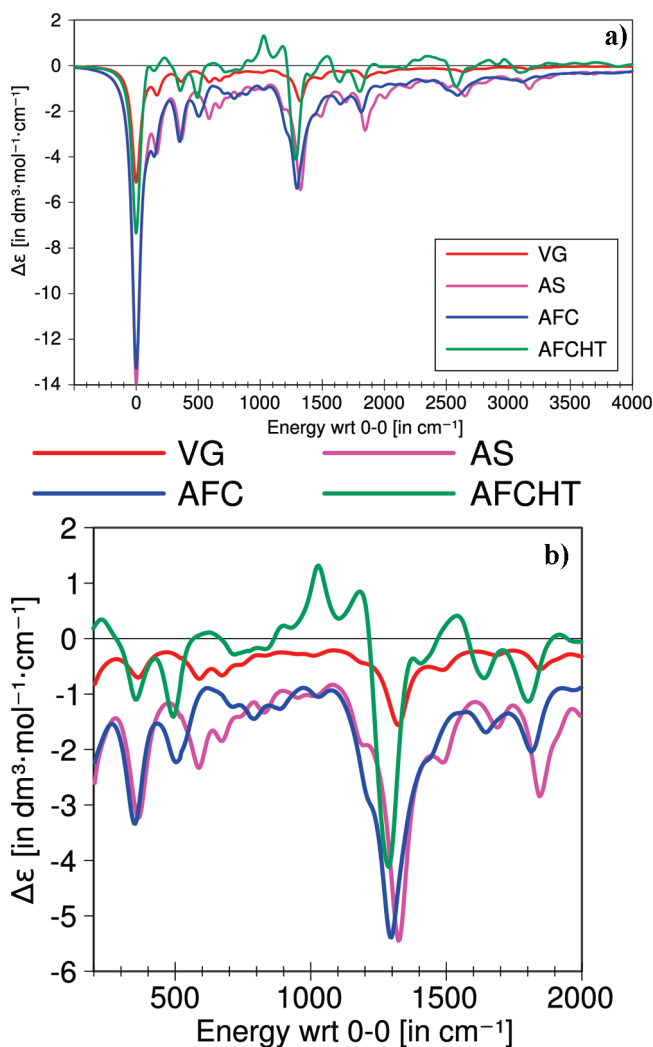 a)
2
0
-2
-4
-6
-8
-10
-12
-14
Δε [in dm³·mol⁻¹·cm⁻¹]
VG
AS
AFC
AFCHT
0 500 1000 1500 2000 2500 3000 3500 4000
Energy wrt 0-0 [in cm⁻¹]
VG AS
AFC AFCHT
b)
2
1
0
-1
-2
-3
-4
-5
-6
Δε [in dm³·mol⁻¹·cm⁻¹]
500 1000 1500 2000
Energy wrt 0-0 [in cm⁻¹]